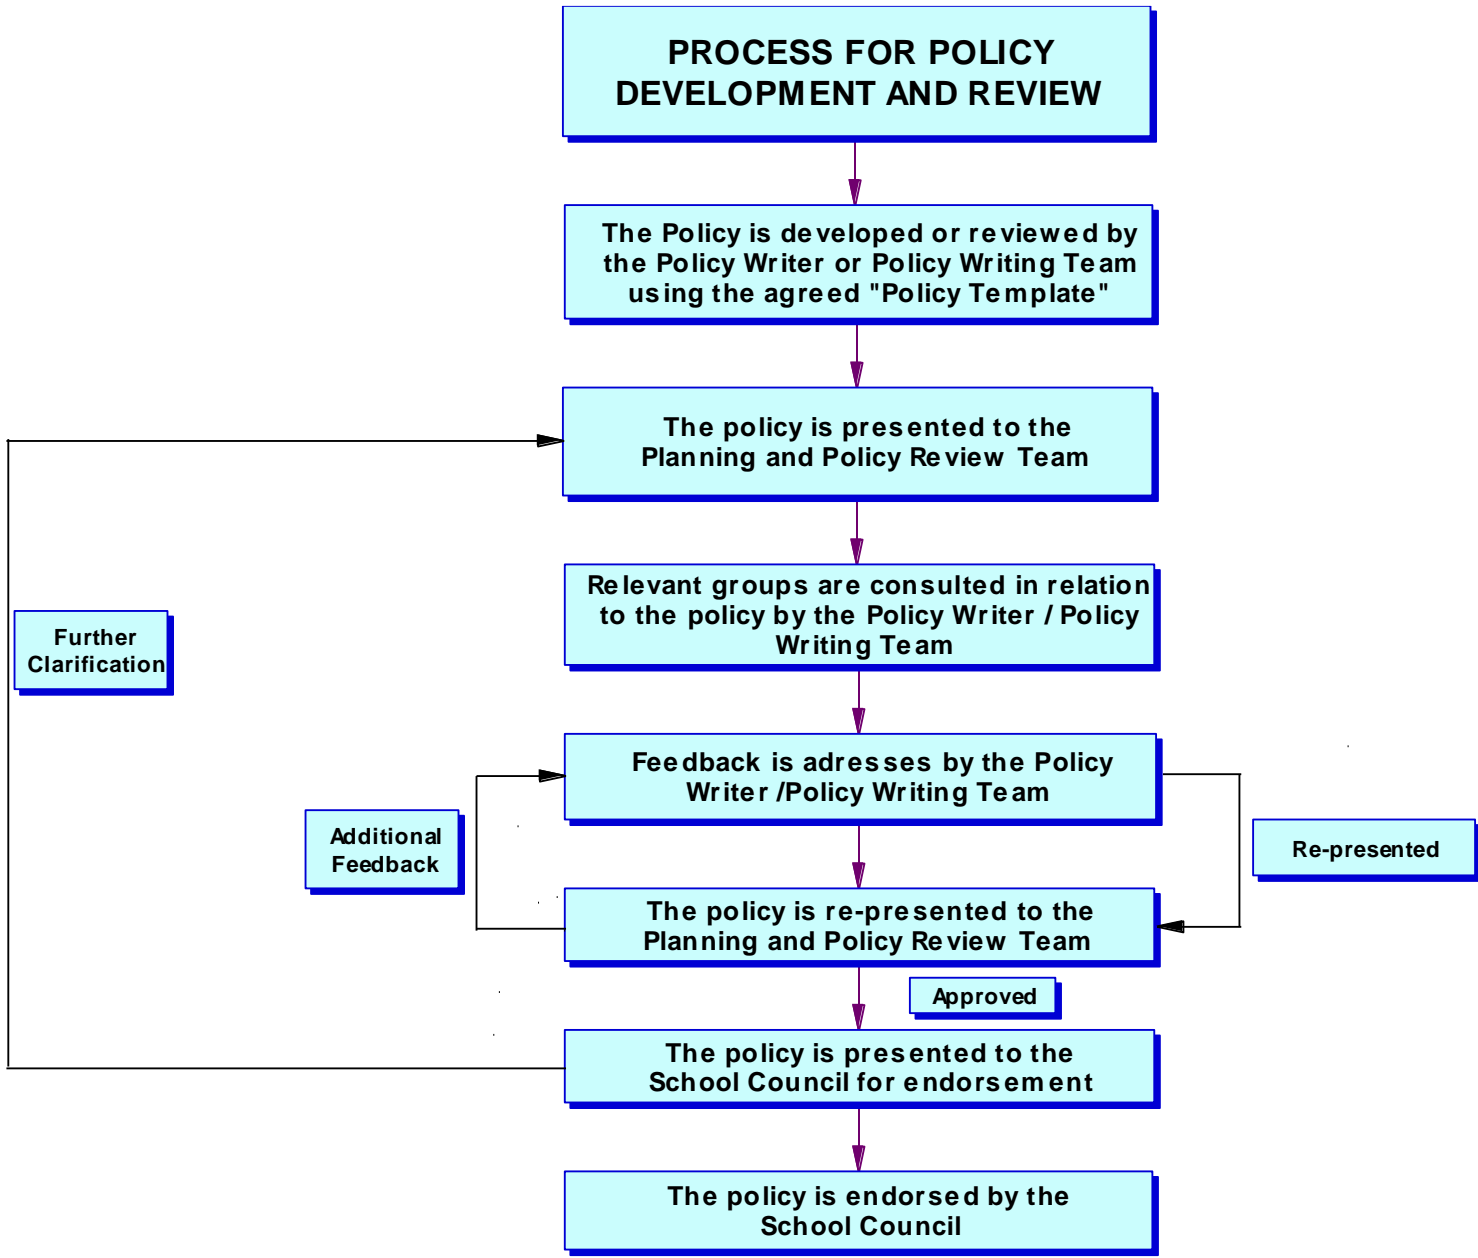 PROCESS FOR POLICY
DEVELOPMENT AND REVIEW
The Policy is developed or reviewed by
the Policy Writer or Policy Writing Team
using the agreed "Policy Template"
The policy is presented to the
Planning and Policy Review Team
Relevant groups are consulted in relation
to the policy by the Policy Writer / Policy
Writing Team
Further
Clarification
Feedback is adresses by the Policy
Writer /Policy Writing Team
Additional
Feedback
Re-presented
The policy is re-presented to the
Planning and Policy Review Team
Approved
The policy is presented to the
School Council for endorsement
The policy is endorsed by the
School Council